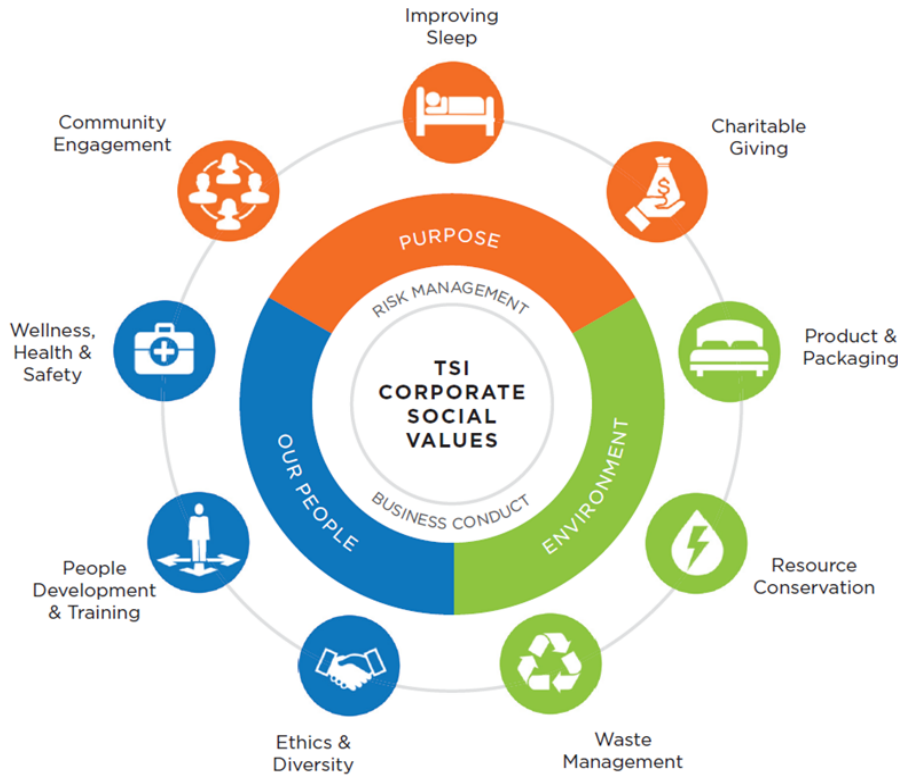 Improving
Sleep
Community
Engagement
Charitable
Giving
$
PURPOSE
RISK MANAGEMENT
Wellness,
Health &
Safety
Product &
Packaging
TSI
CORPORATE
SOCIAL
VALUES
OUR PEOPLE
ENVIRONMENT
BUSINESS CONDUCT
People
Development
& Training
Resource
Conservation
Ethics &
Diversity
Waste
Management